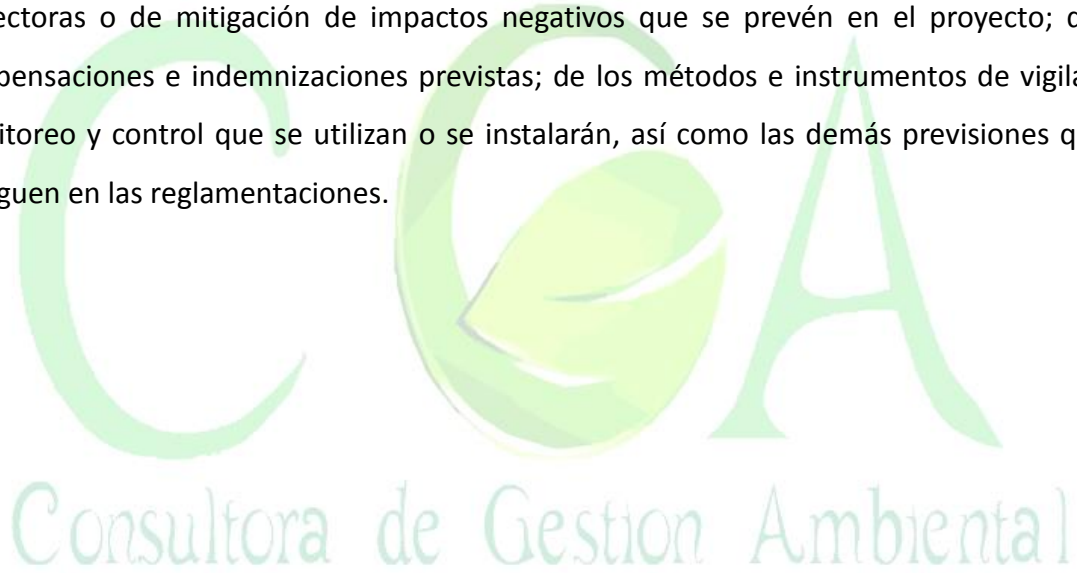 ectoras o de mitigación de impactos negativos que se prevén en el proyecto; d
pensaciones e indemnizaciones previstas; de los métodos e instrumentos de vigila
itoreo y control que se utilizan o se instalarán, así como las demás previsiones q
guen en las reglamentaciones.
CGA
Consultora de Gestion Ambiental